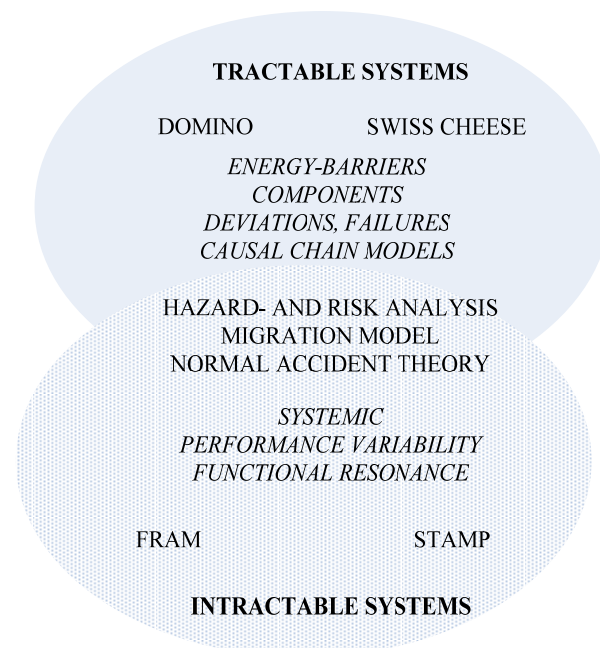 TRACTABLE SYSTEMS
DOMINO SWISS CHEESE
ENERGY-BARRIERS
COMPONENTS
DEVIATIONS, FAILURES
CAUSAL CHAIN MODELS
HAZARD- AND RISK ANALYSIS
MIGRATION MODEL
NORMAL ACCIDENT THEORY
SYSTEMIC
PERFORMANCE VARIABILITY
FUNCTIONAL RESONANCE
FRAM STAMP
INTRACTABLE SYSTEMS